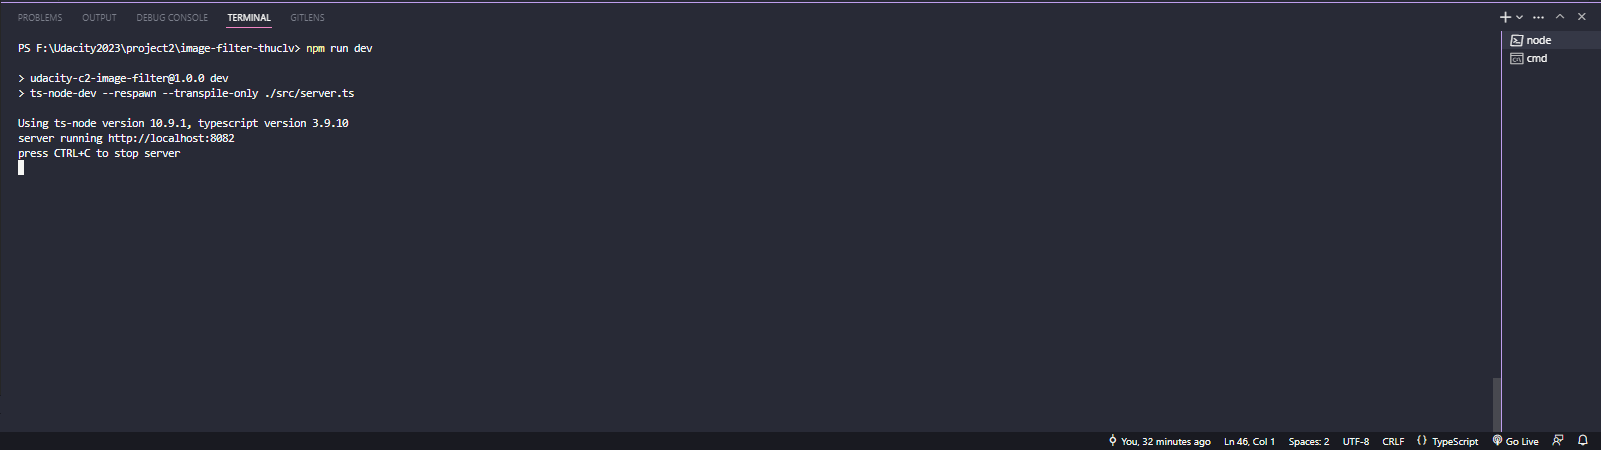 PROBLEMS OUTPUT DEBUG CONSOLE TERMINAL GITLENS
PS F:\Udacity2023\project2\image-filter-thuclv> npm run dev
> udacity-c2-image-filter@1.0.0 dev
> ts-node-dev --respawn --transpile-only ./src/server.ts
Using ts-node version 10.9.1, typescript version 3.9.10
server running http://localhost:8082
press CTRL+C to stop server
node
cmd
You, 32 minutes ago Ln 46, Col 1 Spaces: 2 UTF-8 CRLF {} TypeScript Go Live